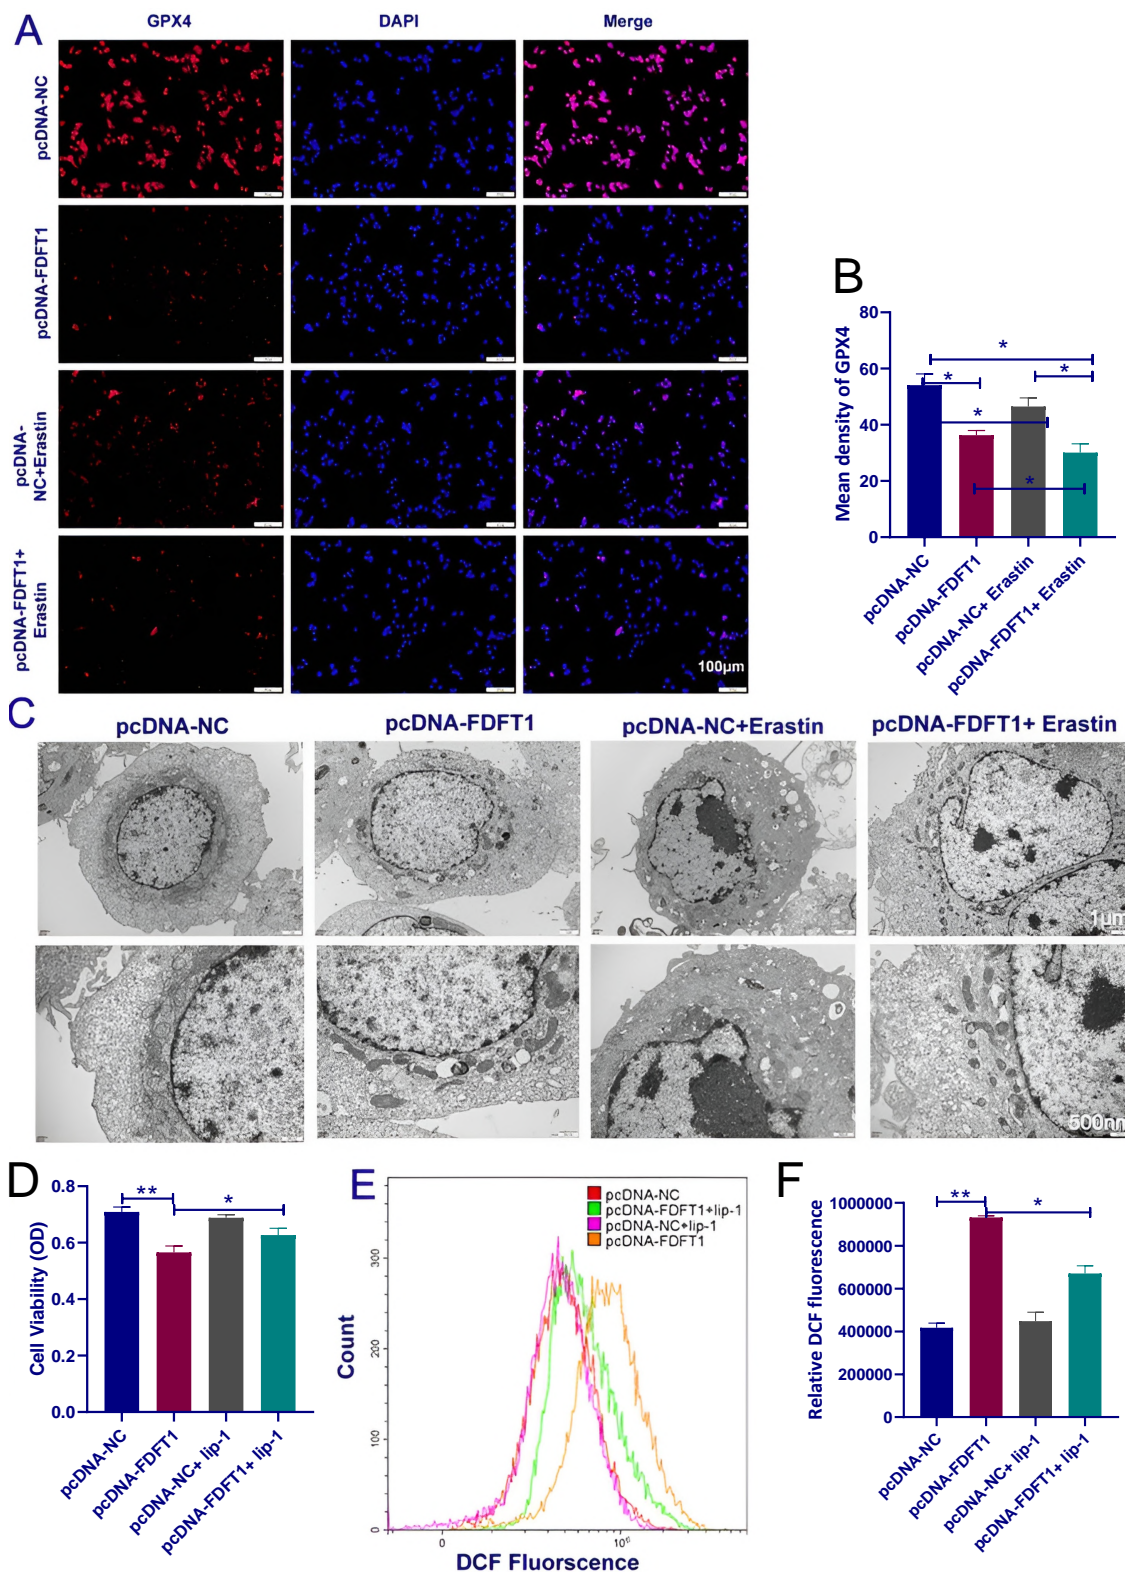 A
GPX4
DAPI
Merge
pcDNA-NC
pcDNA-FDFT1
pcDNA-
NC+Erastin
pcDNA-FDFT1+
Erastin
100μm
B
Mean density of GPX4
80
60
40
20
0
*
*
*
*
*
pcDNA-NC
pcDNA-FDFT1
pcDNA-NC+ Erastin
pcDNA-FDFT1+ Erastin
C
pcDNA-NC
pcDNA-FDFT1
pcDNA-NC+Erastin
pcDNA-FDFT1+ Erastin
1um
500nm
D
Cell Viability (OD)
0.8
0.6
0.4
0.2
0.0
**
*
pcDNA-NC
pcDNA-FDFT1
pcDNA-NC+ lip-1
pcDNA-FDFT1+ lip-1
E
pcDNA-NC
pcDNA-FDFT1+lip-1
pcDNA-NC+lip-1
pcDNA-FDFT1
Count
300
200
100
0
0
DCF Fluorscence
F
Relative DCF fluorescence
1000000
800000
600000
400000
200000
0
**
*
pcDNA-NC
pcDNA-FDFT1
pcDNA-NC+ lip-1
pcDNA-FDFT1+ lip-1